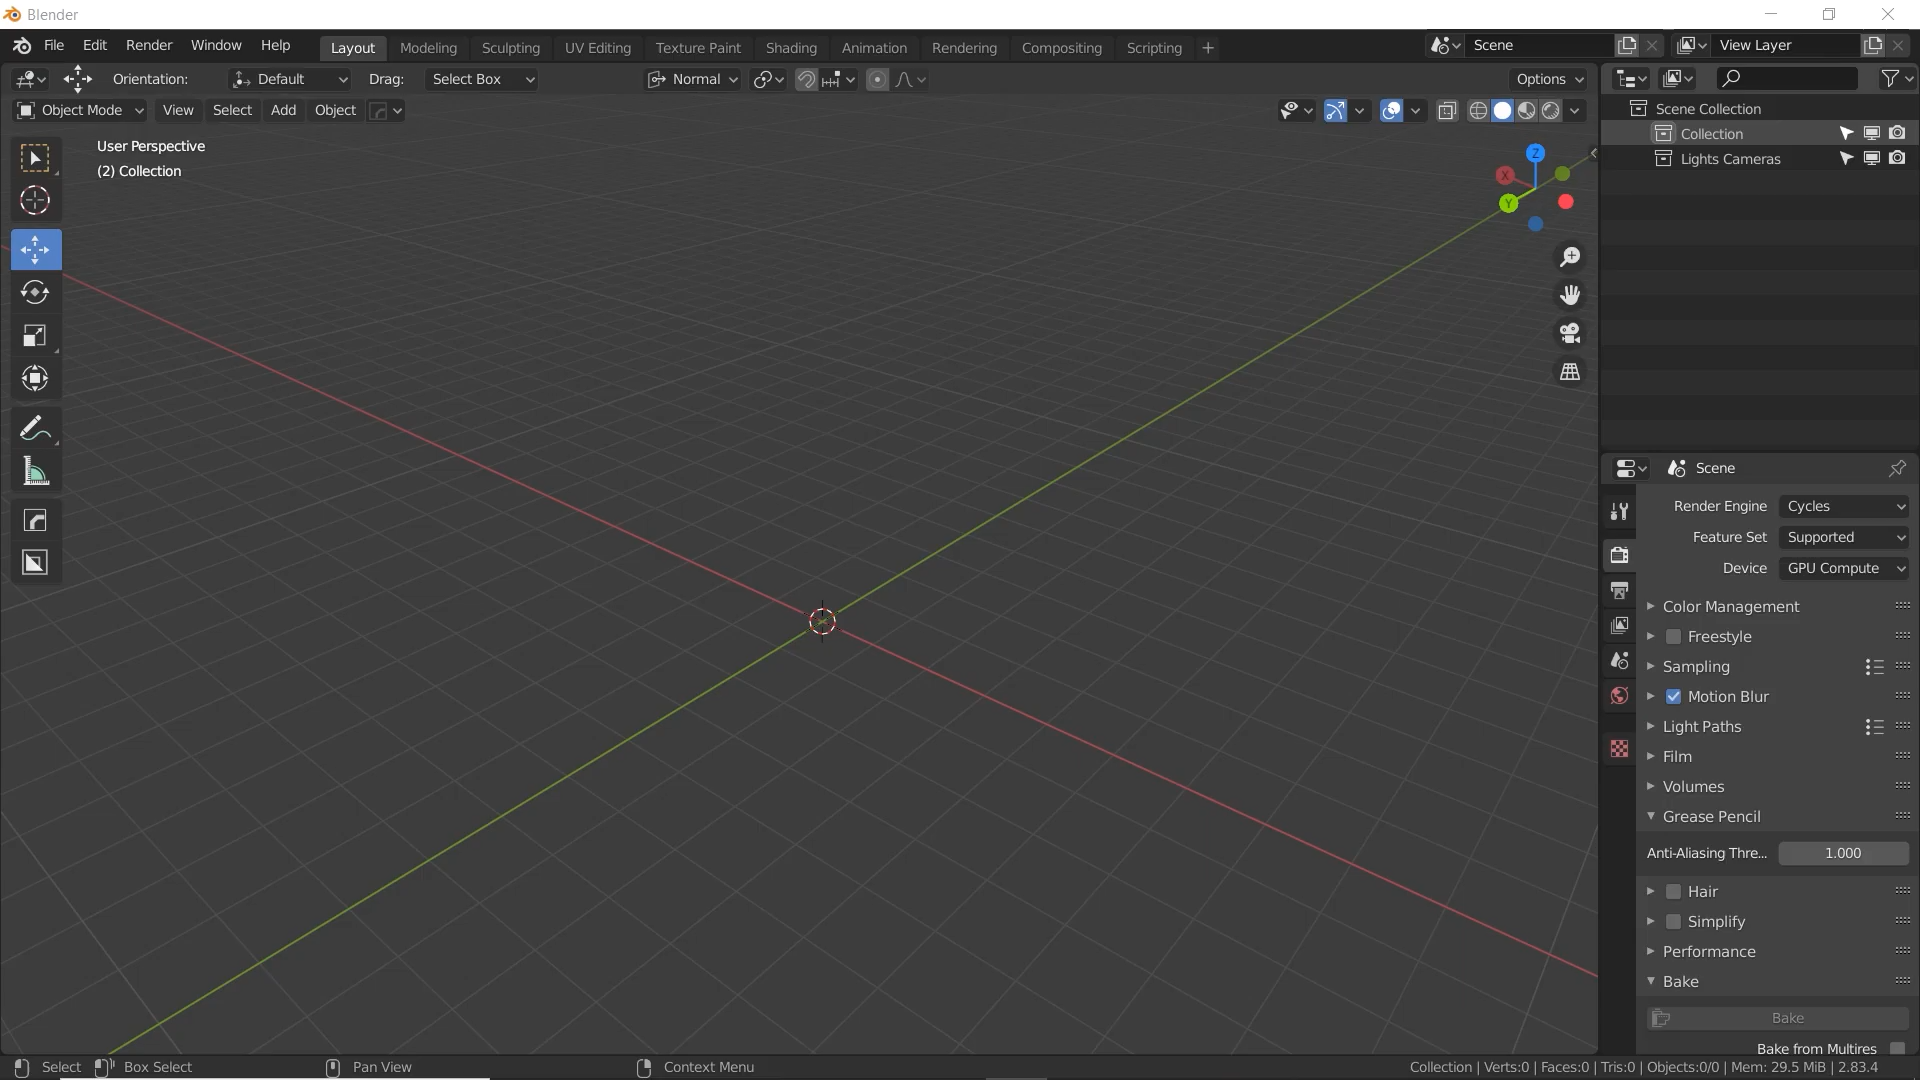 Blender
File Edit Render Window Help Layout Modeling Sculpting UV Editing Texture Paint Shading Animation Rendering Compositing Scripting + Scene View Layer
Orientation: Default Drag: Select Box Normal Options
Object Mode View Select Add Object
User Perspective
(2) Collection
Z
X
Y
Scene Collection
Collection
Lights Cameras
Scene
Render Engine Cycles
Feature Set Supported
Device GPU Compute
Color Management
Freestyle
Sampling
Motion Blur
Light Paths
Film
Volumes
Grease Pencil
Anti-Aliasing Thre... 1.000
Hair
Simplify
Performance
Bake
Bake
Bake from Multires
Select Box Select Pan View Context Menu Collection | Verts:0 | Faces:0 | Tris:0 | Objects:0/0 | Mem: 29.5 MiB | 2.83.4